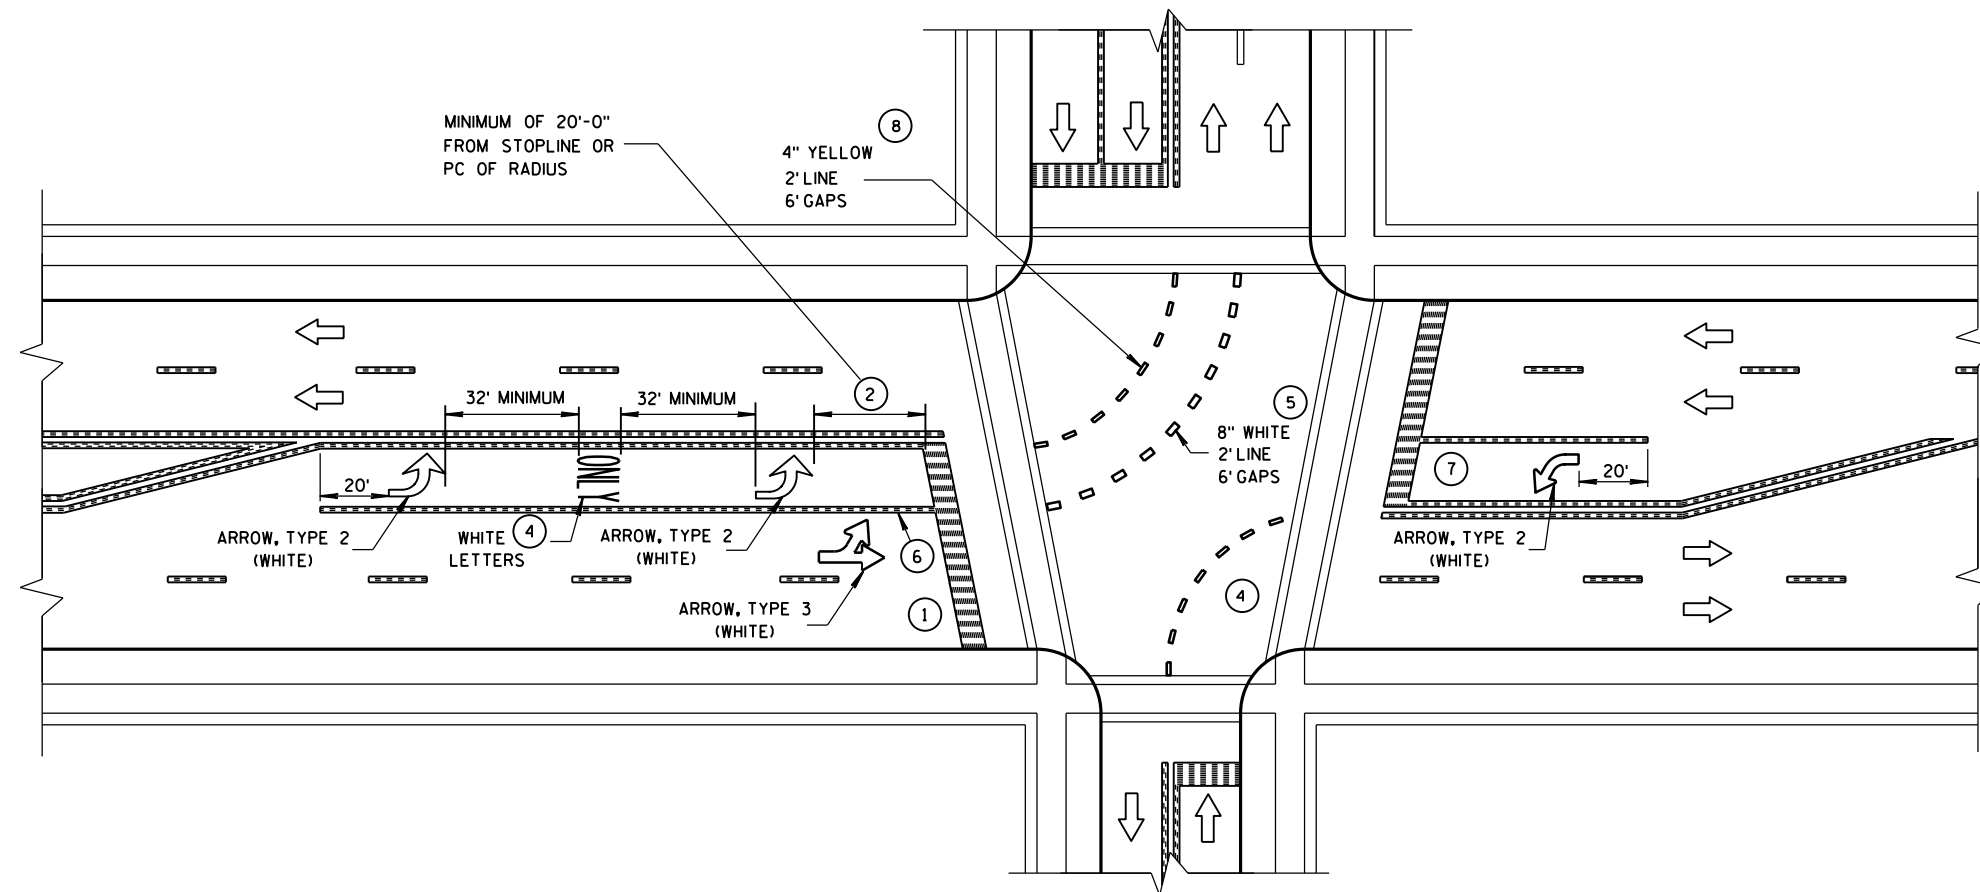 MINIMUM OF 20'-0"
FROM STOPLINE OR
PC OF RADIUS
8
4" YELLOW
2' LINE
6' GAPS
32' MINIMUM
32' MINIMUM
2
5
8" WHITE
2' LINE
6' GAPS
7
20'
20'
ONLY
ARROW, TYPE 2
(WHITE)
WHITE
LETTERS
4
ARROW, TYPE 2
(WHITE)
6
ARROW, TYPE 2
(WHITE)
ARROW, TYPE 3
(WHITE)
1
4